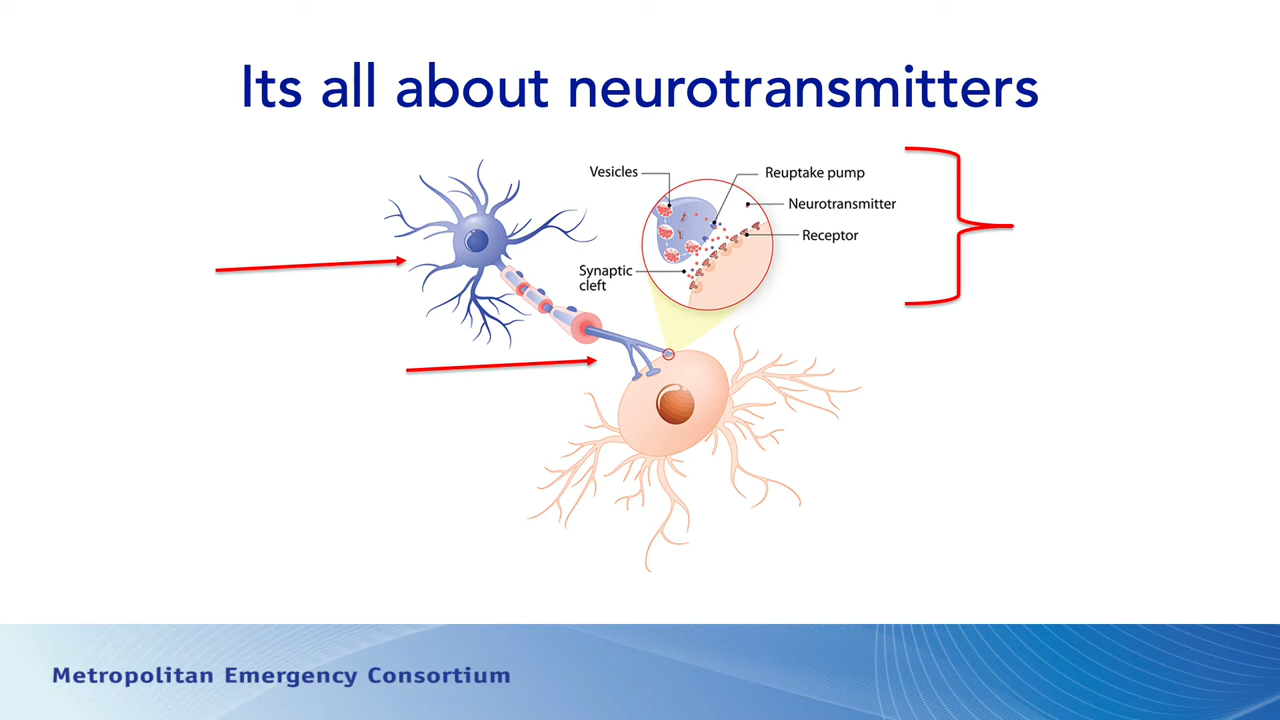 Its all about neurotransmitters
Vesicles
Reuptake pump
Neurotransmitter
Receptor
Synaptic
cleft
Metropolitan Emergency Consortium